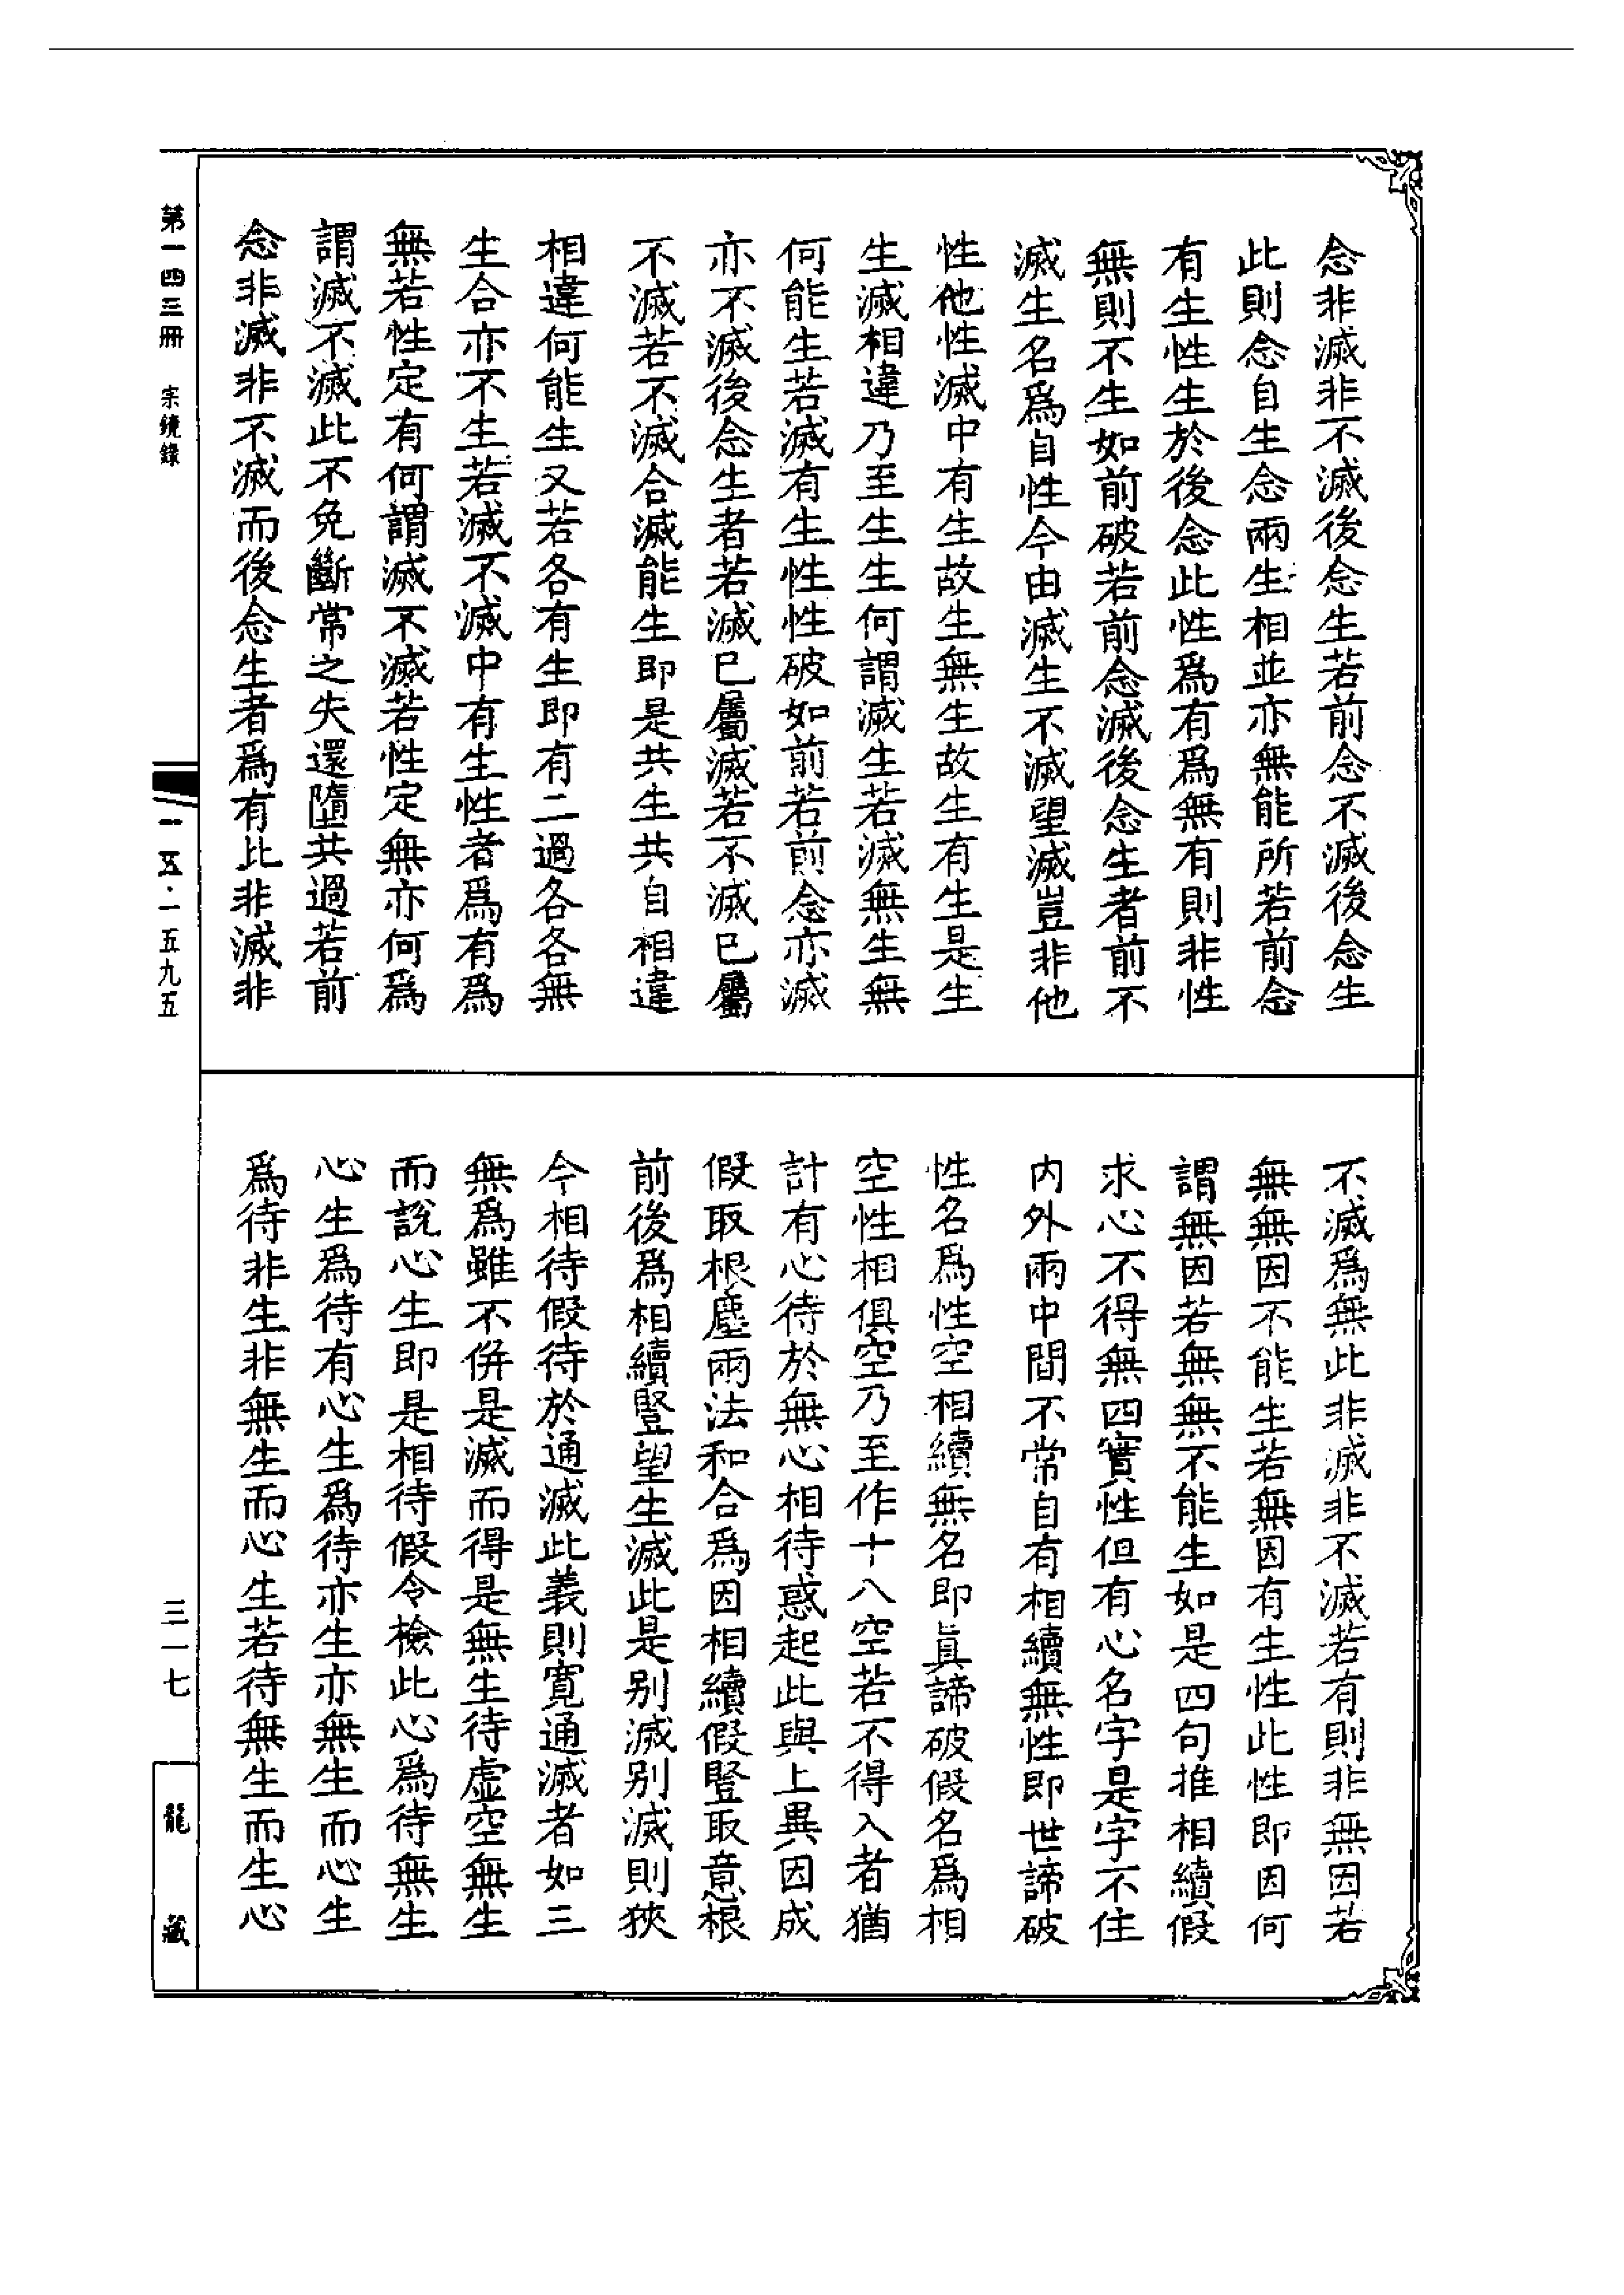 念非滅非不滅後念生若前念不滅後念生
此則念自生念兩生相並亦無能所若前念
有生性生於後念此性爲有爲無有則非性
無則不生如前破若前念滅後念生者前不
滅生名爲自性今由滅生不滅望滅豈非他
性他性滅中有生故生無生故生有生是生
生滅相違乃至生生何謂滅生若滅無生無
何能生若滅有生性性破如前若前念亦滅
亦不滅後念生者若滅已屬滅若不滅已屬
不滅若不滅合滅能生即是共生共自相違
相違何能生又若各有生即有二過各各無
生合亦不生若滅不滅中有生性者爲有爲
無若性定有何謂滅不滅若性定無亦何爲
謂滅不滅此不免斷常之失還墮共過若前
念非滅非不滅而後念生者爲有此非滅非
不滅爲無此非滅非不滅若有則非無因若
無無因不能生若無因有生性此性即因何
謂無因若無無不能生如是四句推相續假
求心不得無四實性但有心名字是字不住
内外兩中間不常自有相續無性即世諦破
性名爲性空相續無名即眞諦破假名爲相
空性相俱空乃至作十八空若不得入者猶
計有心待於無心相待惑起此與上異因成
假取根塵兩法和合爲因相續假豎取意根
前後爲相續豎望生滅此是别滅别滅則狹
今相待假待於通滅此義則寬通滅者如三
無爲雖不併是滅而得是無生待虛空無生
而說心生即是相待假令檢此心爲待無生
心生爲待有心生爲待亦生亦無生而心生
爲待非生非無生而心生若待無生而生心
第一四三冊 宗鏡錄
一一五·一五九五
三一七
龍藏